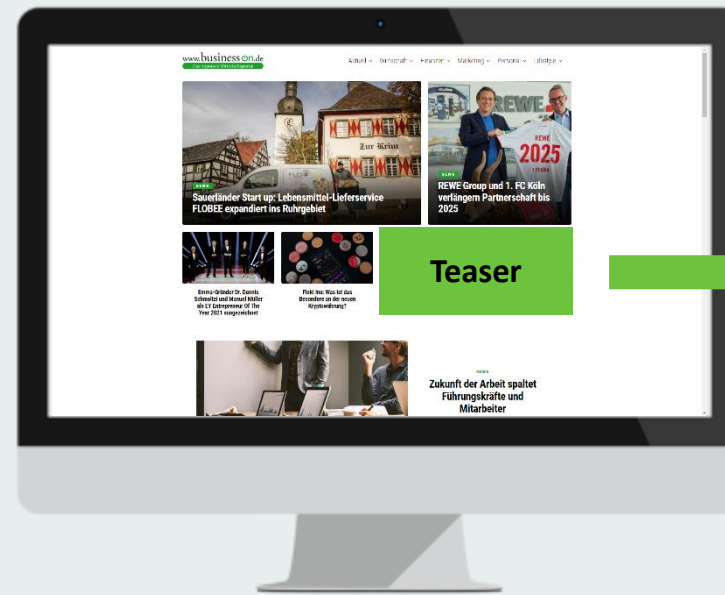 www.business-on.de
Aktuell Wirtschaft Finanzen Marketing Personal Lifestyle
Zur Krim
FLOBEE
NEWS
Sauerländer Start up: Lebensmittel-Lieferservice
FLOBEE expandiert ins Ruhrgebiet
REWE
REWE
2025
NEWS
REWE Group und 1. FC Köln
verlängern Partnerschaft bis
2025
Emma-Gründer Dr. Dennis
Schmoltzi und Manuel Müller
als EY Entrepreneur Of The
Year 2021 ausgezeichnet
Floki Inu: Was ist das
Besondere an der neuen
Kryptowährung?
Teaser
News
Zukunft der Arbeit spaltet
Führungskräfte und
Mitarbeiter